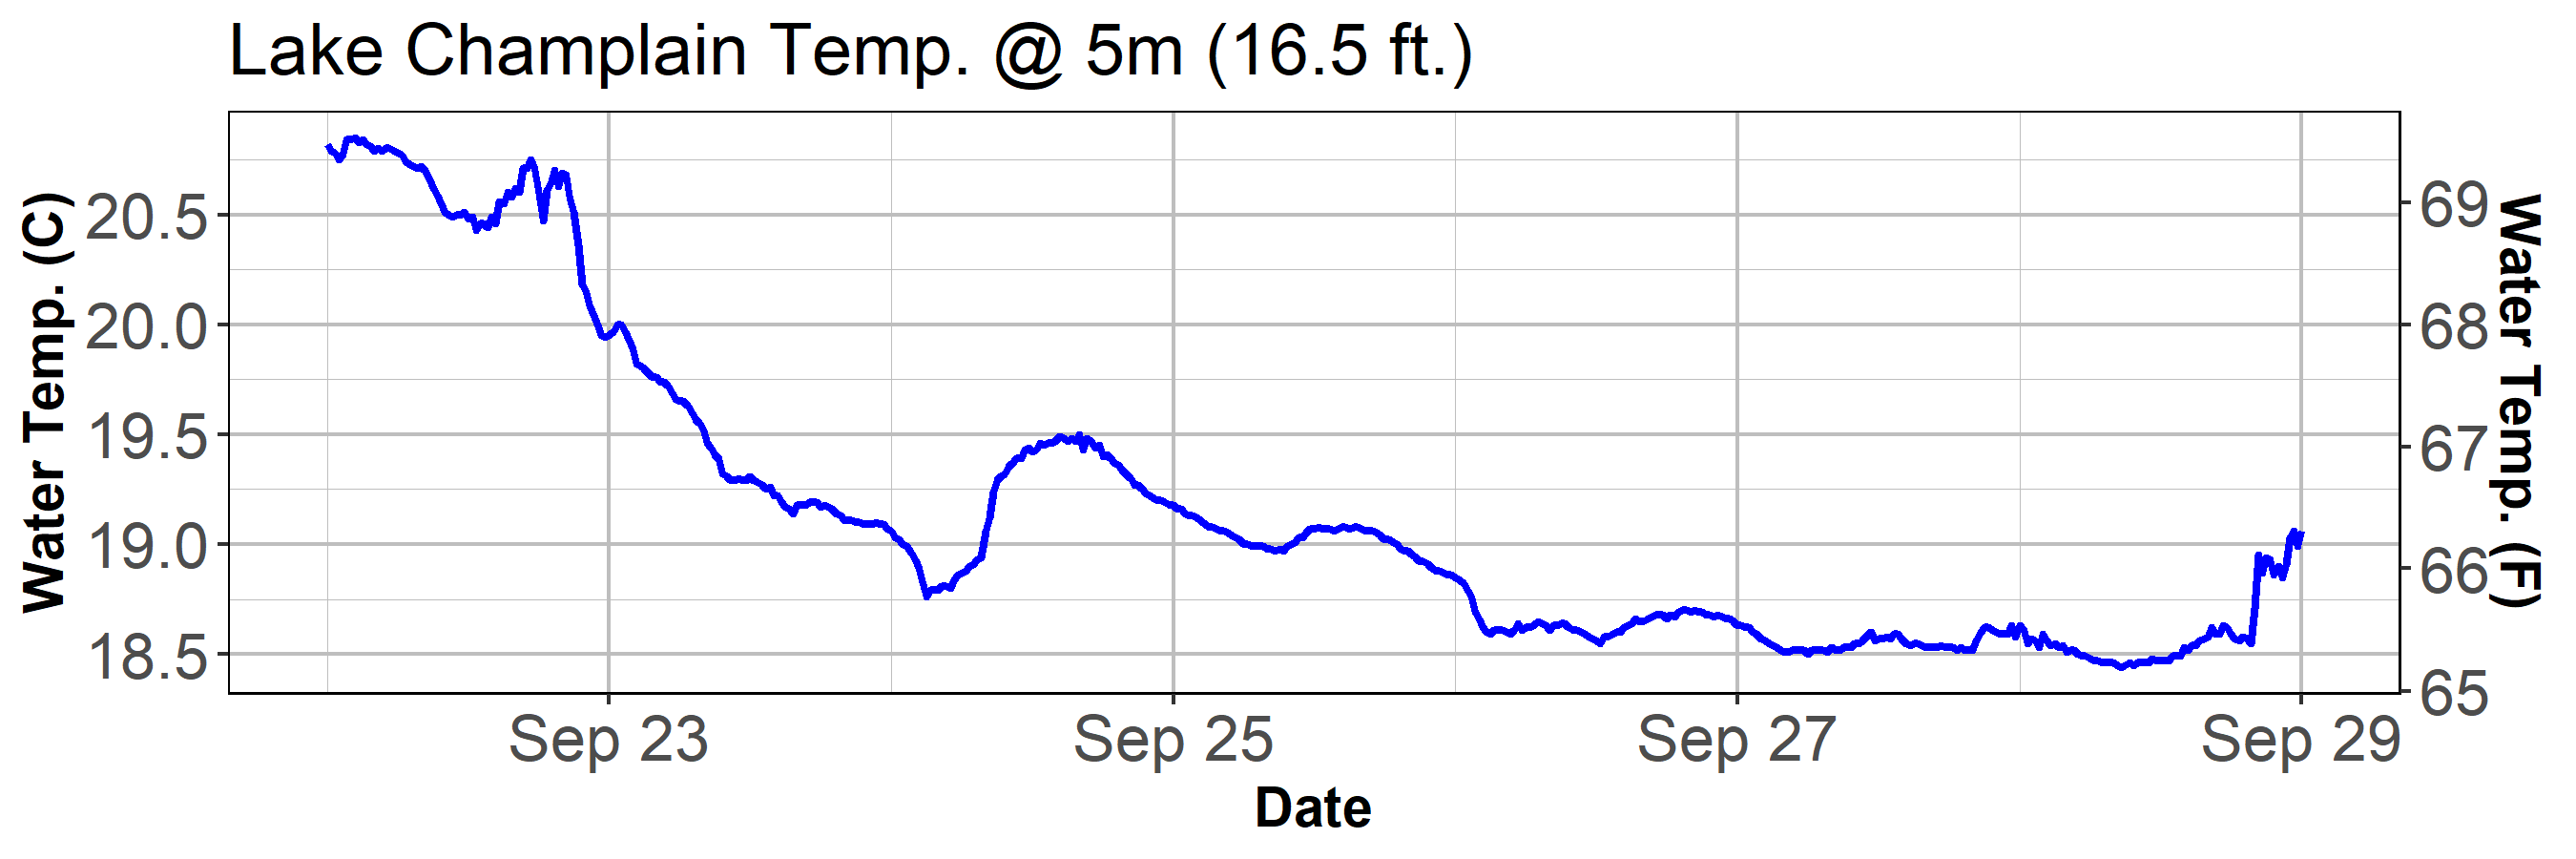 Lake Champlain Temp. @ 5m (16.5 ft.)
Water Temp. (C)
20.5
20.0
19.5
19.0
18.5
69
68
67
66
65
Water Temp. (F)
Sep 23 Sep 25 Sep 27 Sep 29
Date